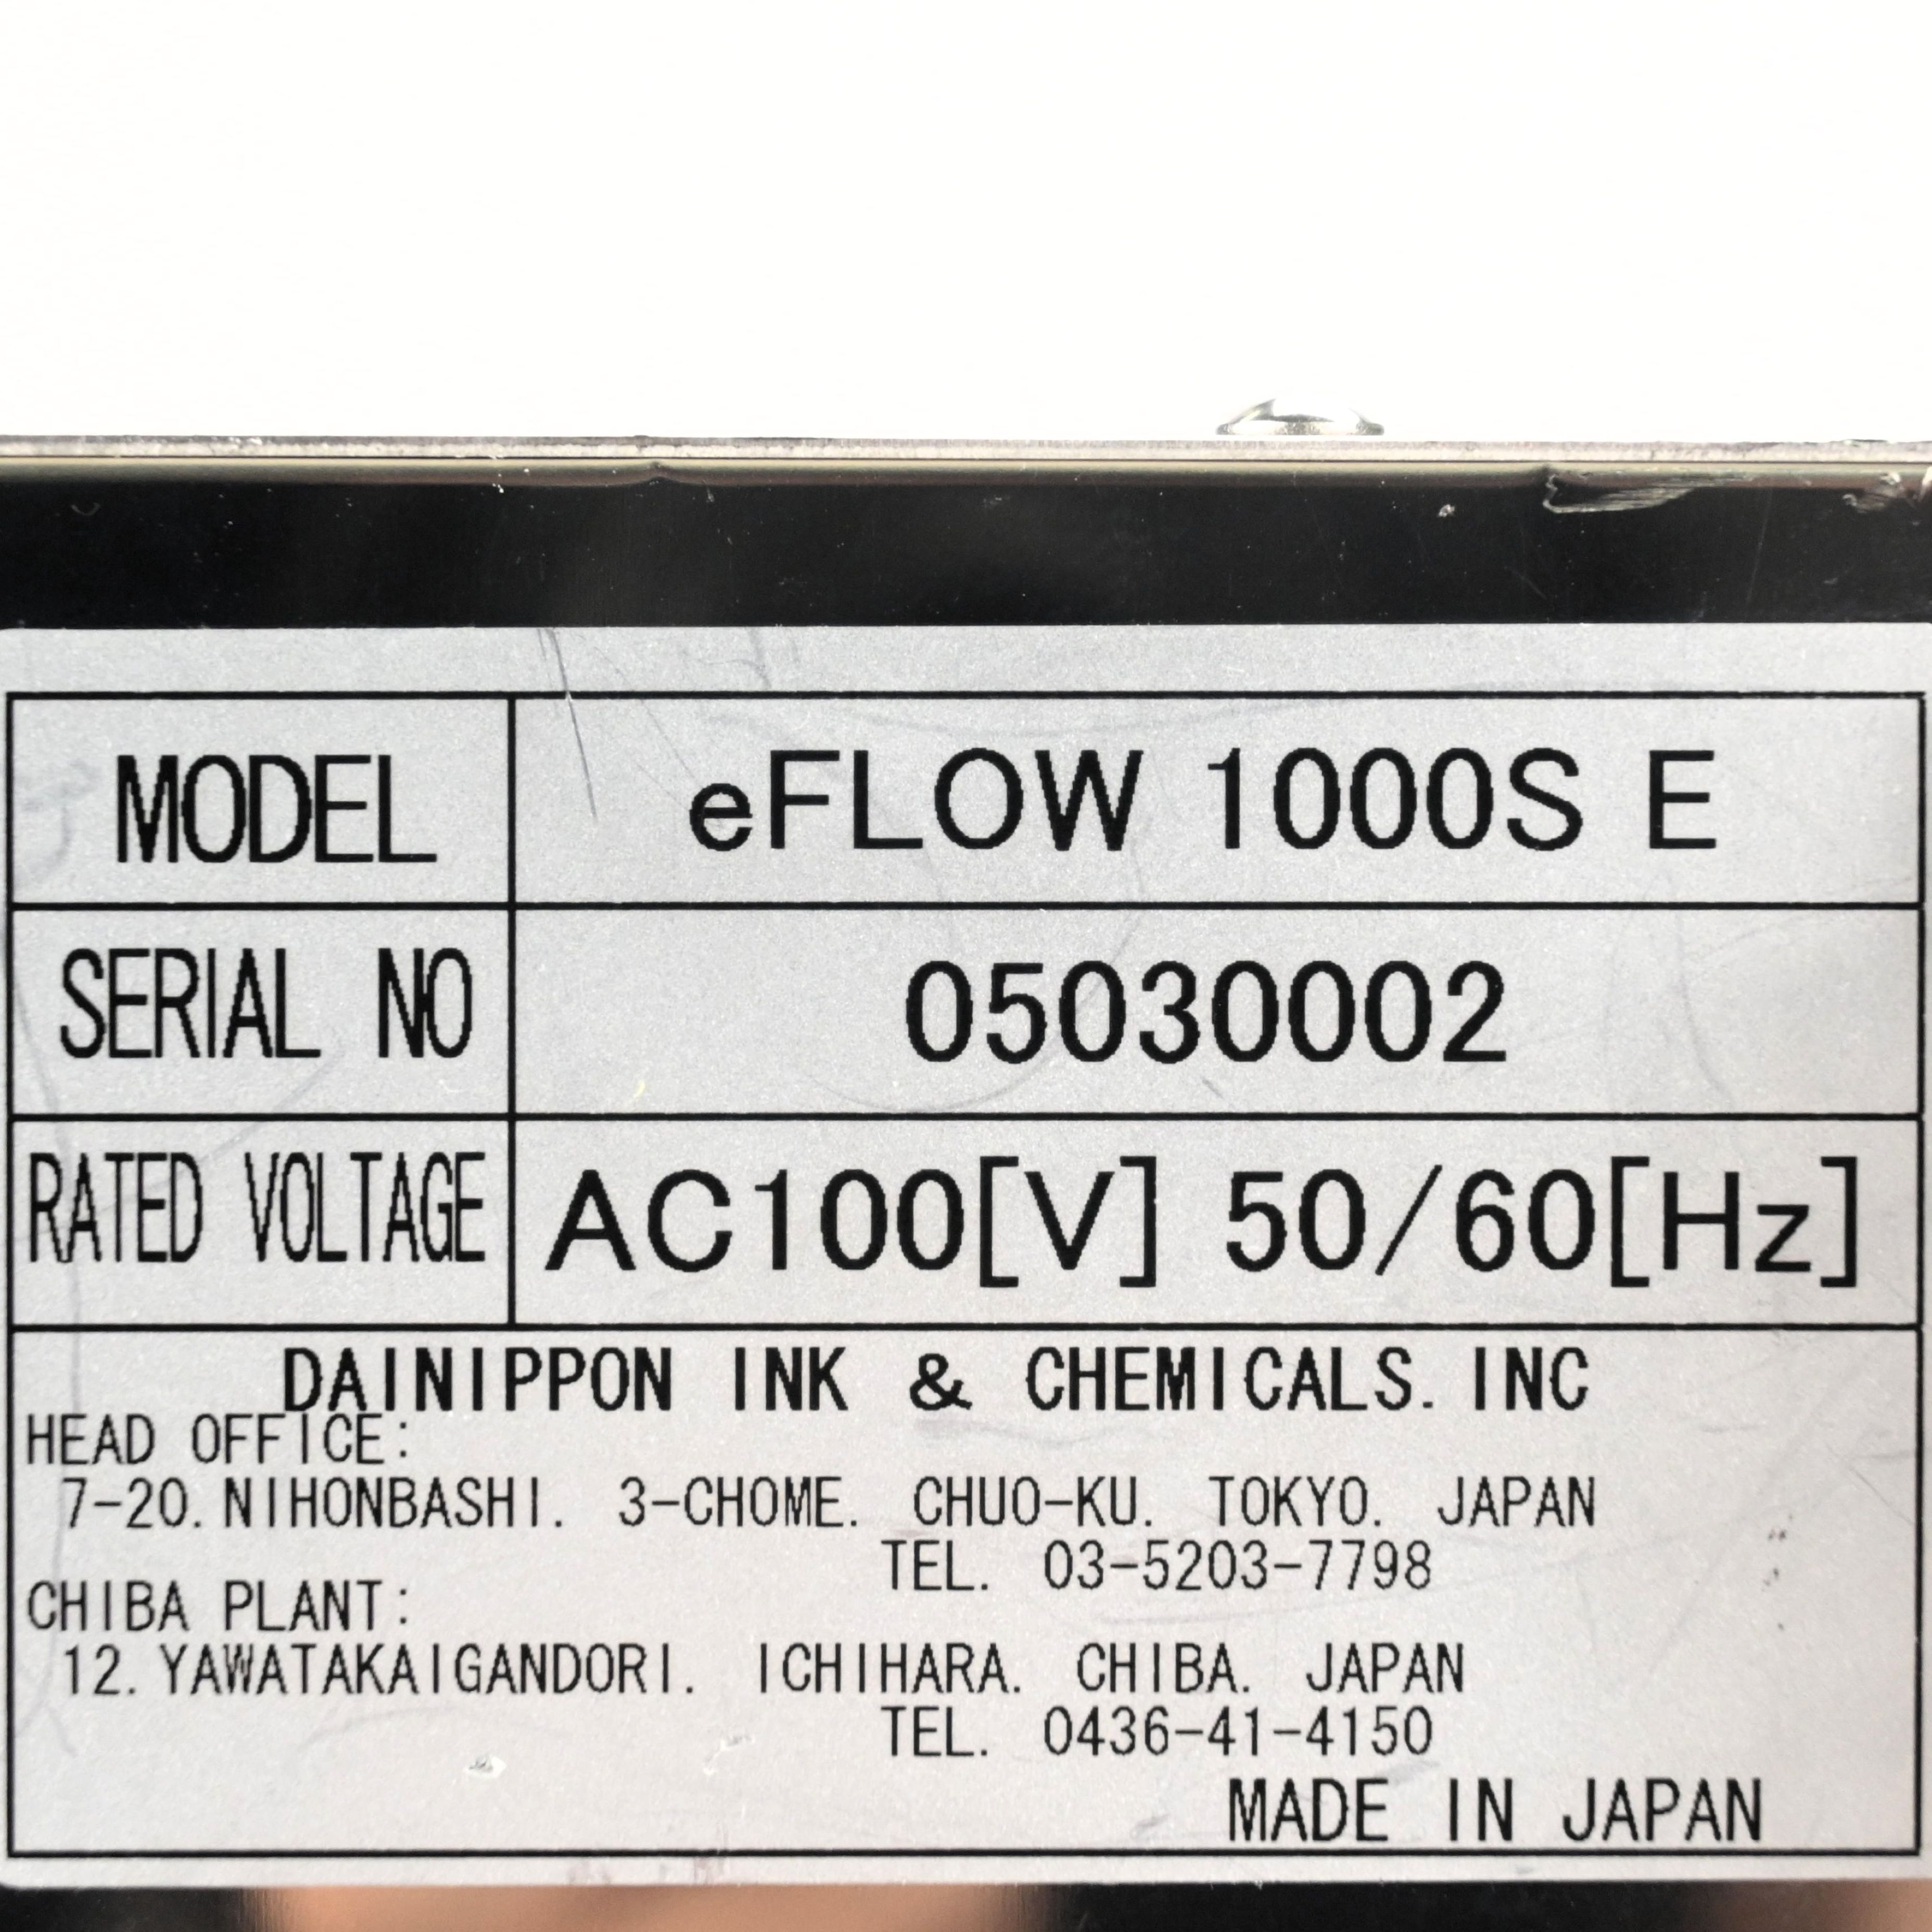 MODEL eFLOW 1000S E
SERIAL NO 05030002
RATED VOLTAGE AC100[V] 50/60[Hz]
DAINIPPON INK & CHEMICALS. INC
HEAD OFFICE:
7-20. NIHONBASHI. 3-CHOME. CHUO-KU. TOKYO. JAPAN
TEL. 03-5203-7798
CHIBA PLANT:
12. YAWATAKAIGANDORI. ICHIHARA. CHIBA. JAPAN
TEL. 0436-41-4150
MADE IN JAPAN